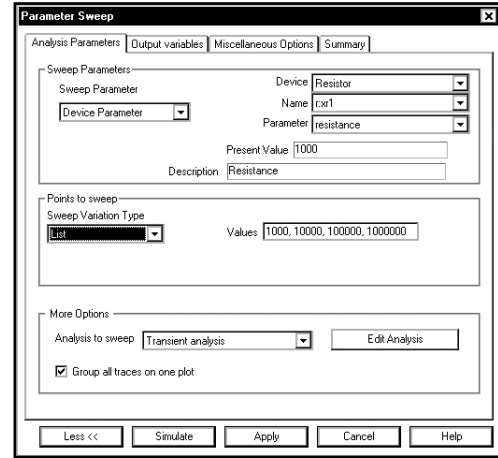 Parameter Sweep
Analysis Parameters Output variables Miscellaneous Options Summary
Sweep Parameters
Sweep Parameter
Device Parameter
Device Resistor
Name r:xr1
Parameter resistance
Present Value 1000
Description Resistance
Points to sweep
Sweep Variation Type
List
Values 1000, 10000, 100000, 1000000
More Options
Analysis to sweep Transient analysis Edit Analysis
Group all traces on one plot
Less << Simulate Apply Cancel Help